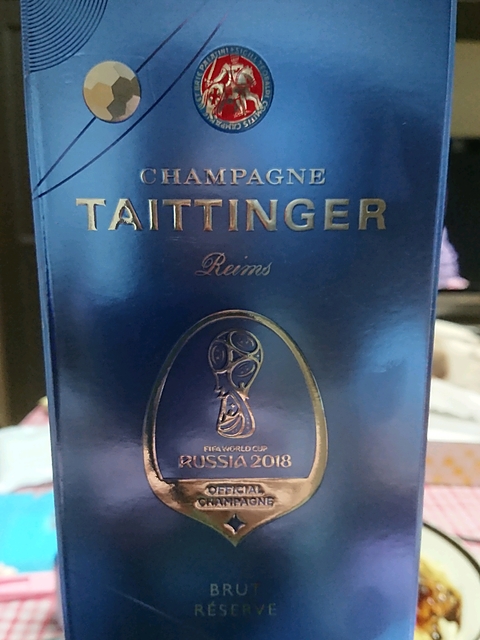 CHAMPAGNE
TAITTINGER
Reims
FIFA WORLD CUP
RUSSIA 2018
OFFICIAL
CHAMPAGNE
BRUT
RÉSERVE